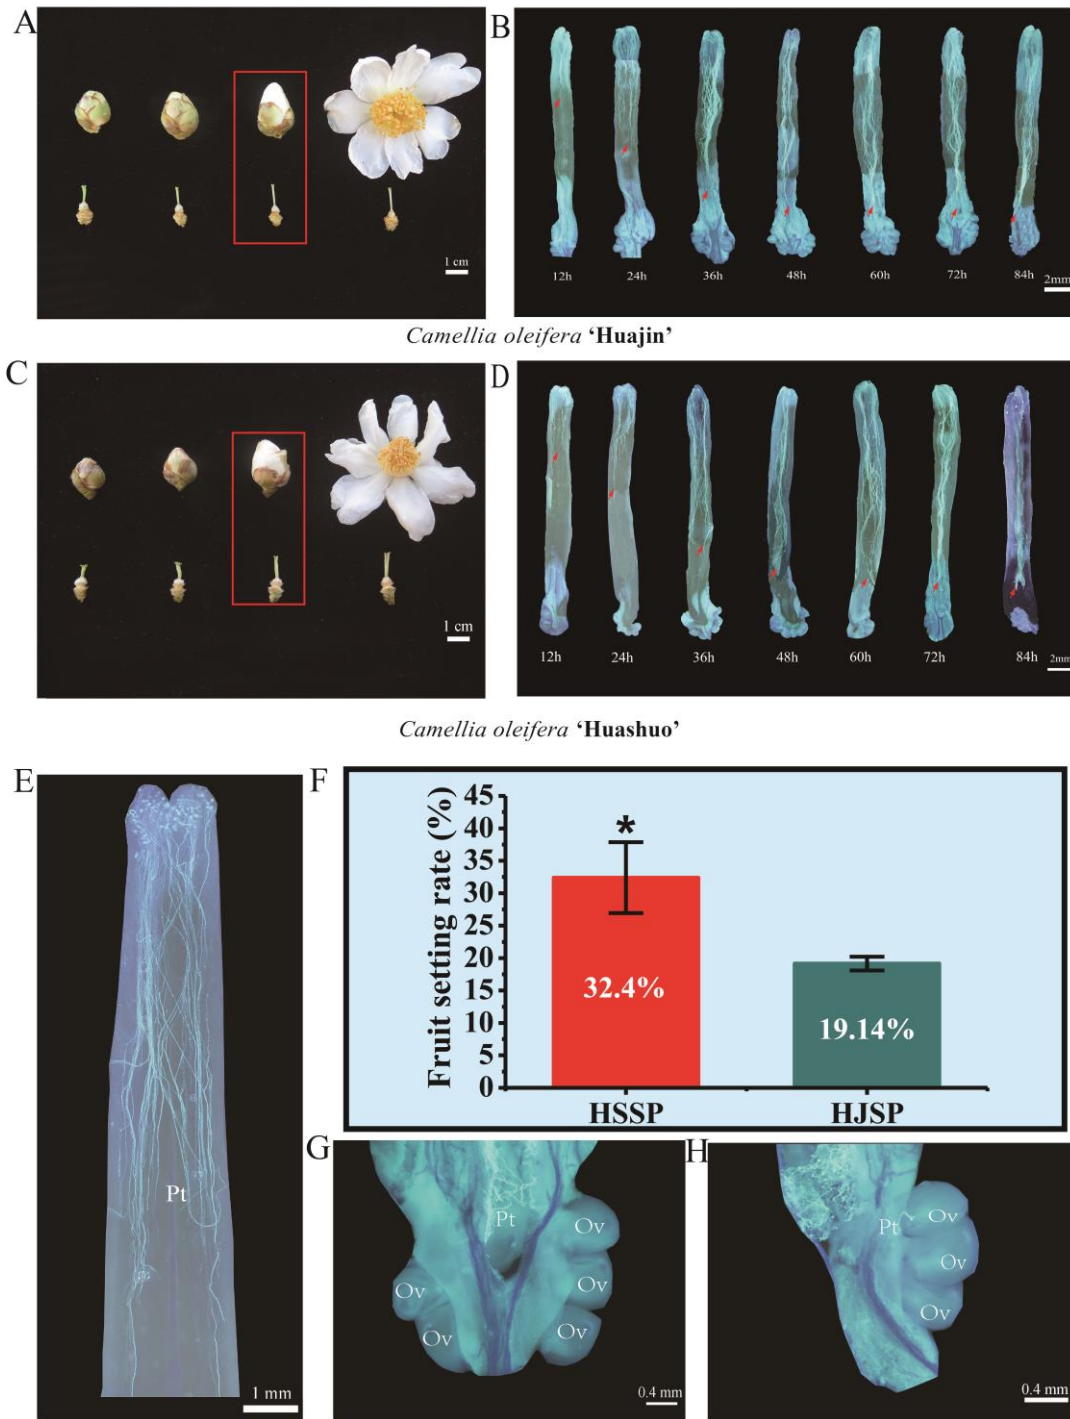 A
1 cm
B
12h
24h
36h
48h
60h
72h
84h
2mm
Camellia oleifera ‘Huajin’
C
1 cm
D
12h
24h
36h
48h
60h
72h
84h
2mm
Camellia oleifera ‘Huashuo’
E
Pt
1 mm
F
Fruit setting rate (%)
45
40
35
30
25
20
15
10
5
0
*
32.4%
19.14%
HSSP
HJSP
G
Pt
Ov
Ov
Ov
Ov
Ov
0.4 mm
H
Pt
Ov
Ov
Ov
0.4 mm